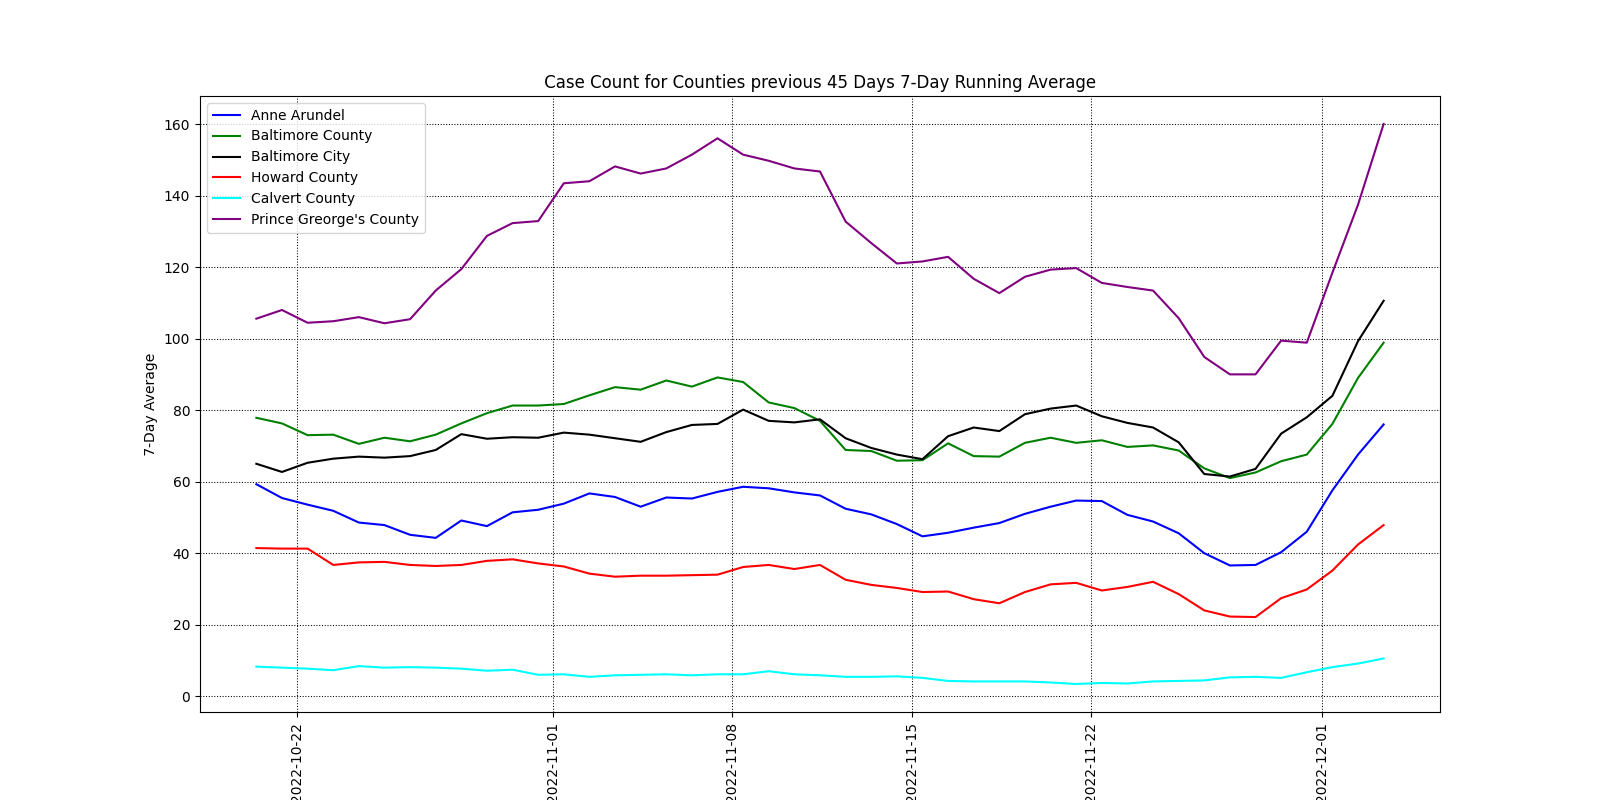 Case Count for Counties previous 45 Days 7-Day Running Average
Anne Arundel
Baltimore County
Baltimore City
Howard County
Calvert County
Prince Greorge's County
7-Day Average
160
140
120
100
80
60
40
20
0
2022-10-22
2022-11-01
2022-11-08
2022-11-15
2022-11-22
2022-12-01